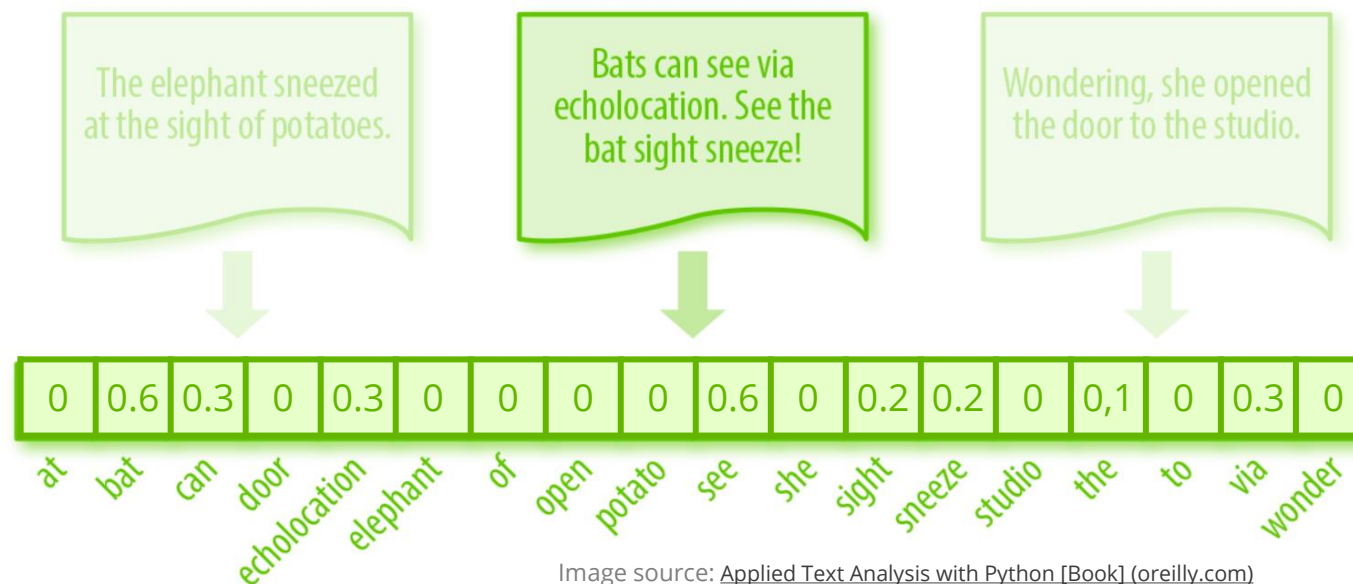 The elephant sneezed
at the sight of potatoes.
Bats can see via
echolocation. See the
bat sight sneeze!
Wondering, she opened
the door to the studio.
0 0.6 0.3 0 0.3 0 0 0 0 0.6 0 0.2 0.2 0 0,1 0 0.3 0
at bat can door echolocation elephant of open potato see she sight sneeze studio the to via wonder
Image source: Applied Text Analysis with Python [Book] (oreilly.com)